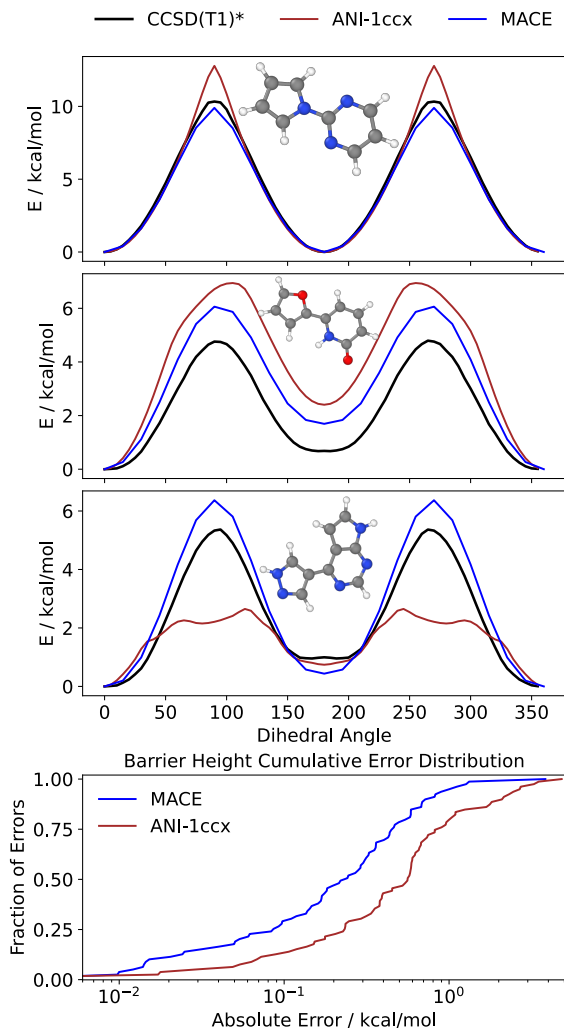 CCSD(T1)* ANI-1ccx MACE
10
5
0
E / kcal/mol
6
4
2
0
E / kcal/mol
6
4
2
0
E / kcal/mol
0 50 100 150 200 250 300 350
Dihedral Angle
Barrier Height Cumulative Error Distribution
MACE
ANI-1ccx
1.00
0.75
0.50
0.25
0.00
Fraction of Errors
10⁻² 10⁻¹ 10⁰
Absolute Error / kcal/mol